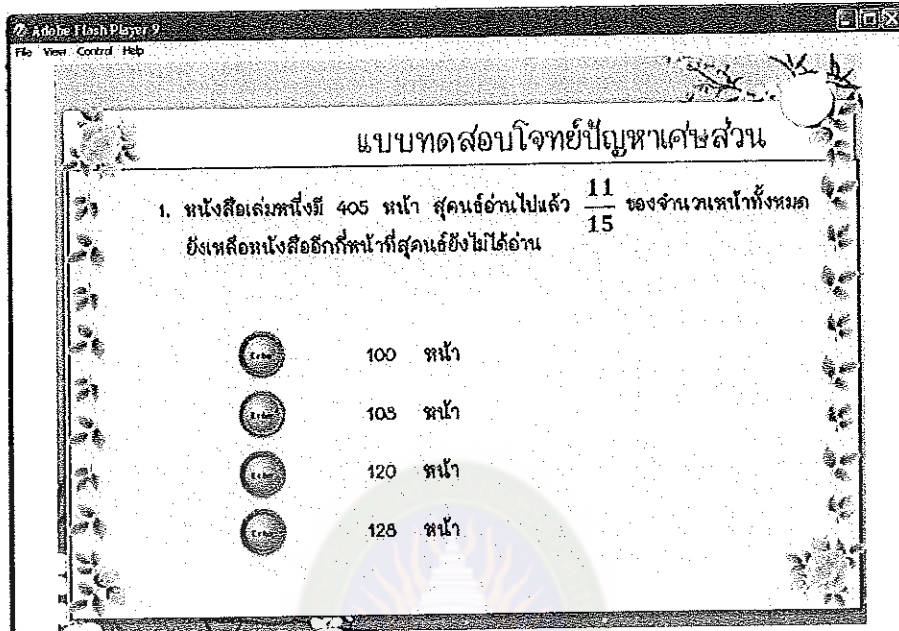 Adobe Flash Player 9
File View Control Help
แบบทดสอบโจทย์ปัญหาเศษส่วน
1. หนังสือเล่มหนึ่งมี 405 หน้า สุคนธ์อ่านไปแล้ว 11/15 ของจำนวนหน้าทั้งหมด
ยังเหลือหนังสืออีกกี่หน้าที่สุคนธ์ยังไม่ได้อ่าน
100 หน้า
108 หน้า
120 หน้า
128 หน้า